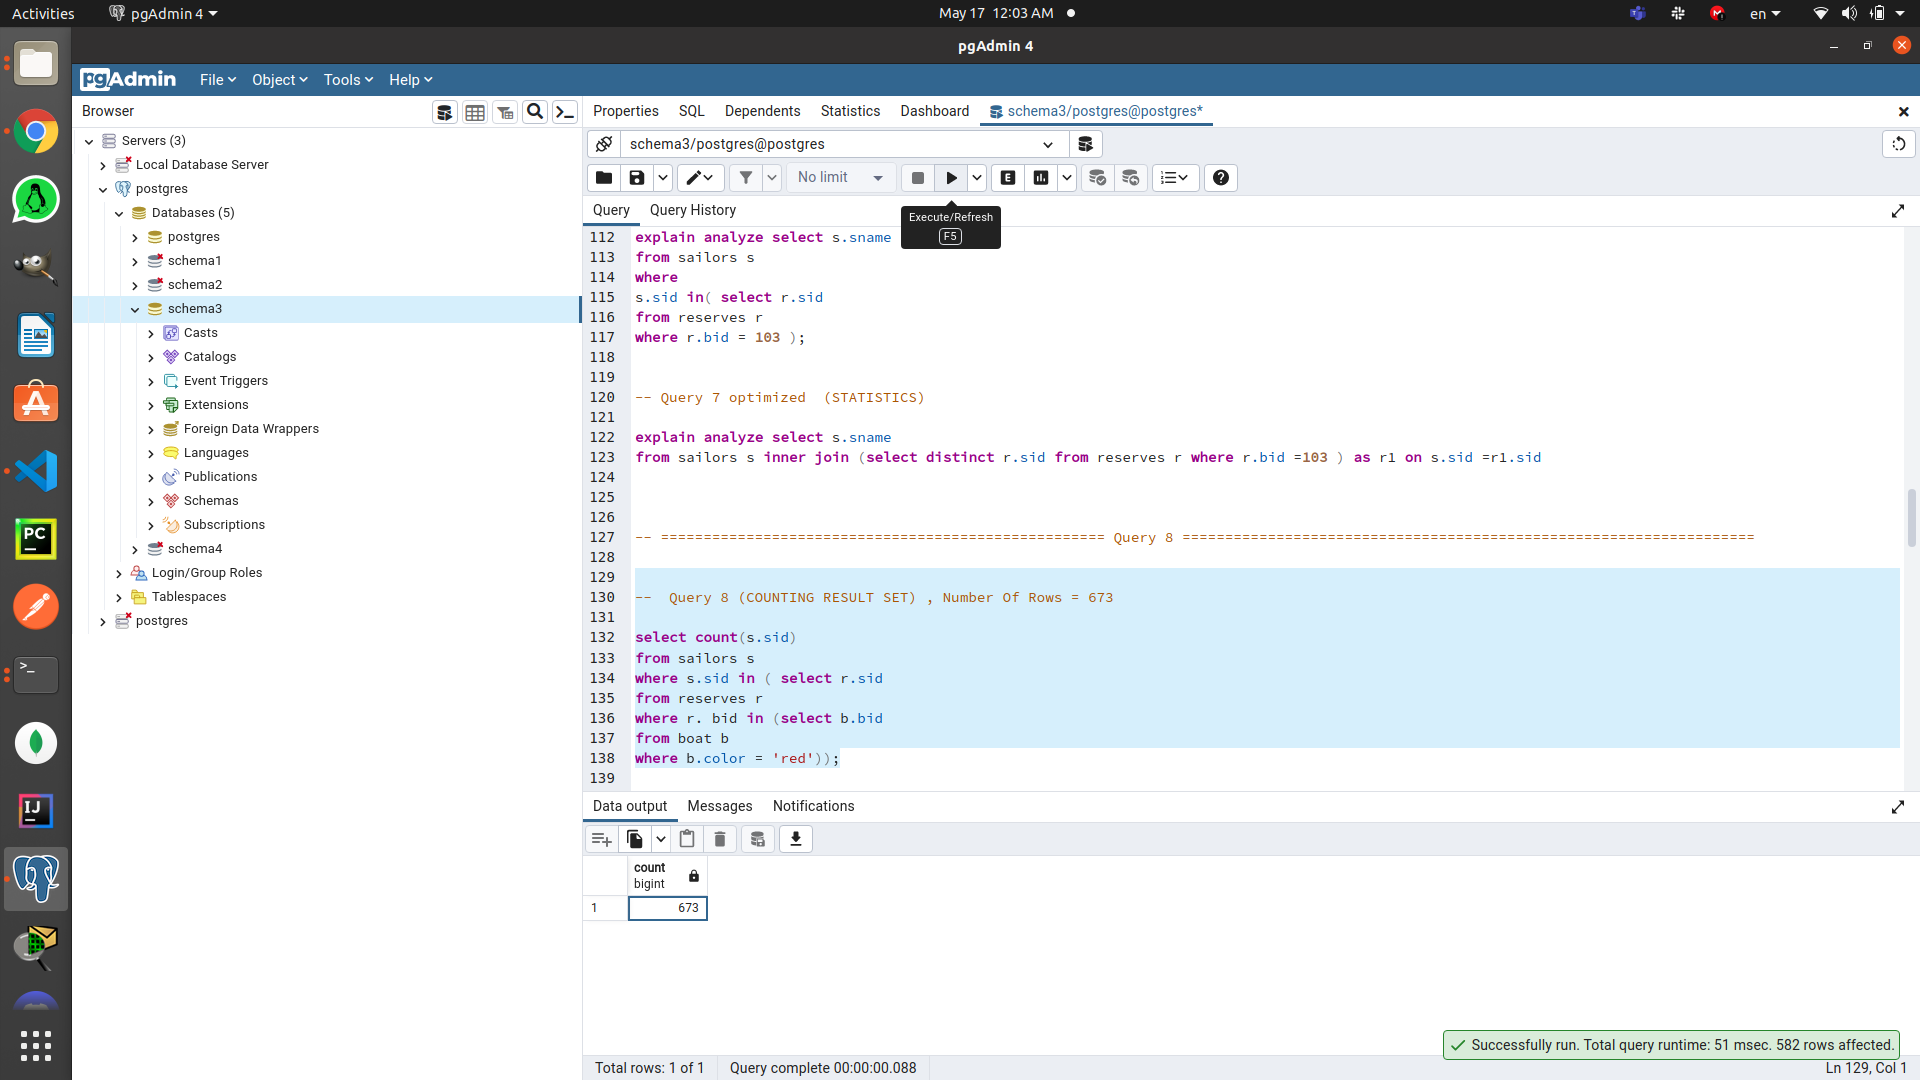 Activities
pgAdmin 4
May 17 12:03 AM
en
pgAdmin 4
pgAdmin
File
Object
Tools
Help
Browser
Properties
SQL
Dependents
Statistics
Dashboard
schema3/postgres@postgres*
schema3/postgres@postgres
No limit
Query
Query History
Execute/Refresh
F5
Servers (3)
Local Database Server
postgres
Databases (5)
postgres
schema1
schema2
schema3
Casts
Catalogs
Event Triggers
Extensions
Foreign Data Wrappers
Languages
Publications
Schemas
Subscriptions
schema4
Login/Group Roles
Tablespaces
postgres
112 explain analyze select s.sname
113 from sailors s
114 where
115 s.sid in( select r.sid
116 from reserves r
117 where r.bid = 103 );
118
119
120 -- Query 7 optimized  (STATISTICS)
121
122 explain analyze select s.sname
123 from sailors s inner join (select distinct r.sid from reserves r where r.bid =103 ) as r1 on s.sid =r1.sid
124
125
126
127 -- ==================================================== Query 8 ===================================================================
128
129
130 --  Query 8 (COUNTING RESULT SET) , Number Of Rows = 673
131
132 select count(s.sid)
133 from sailors s
134 where s.sid in ( select r.sid
135 from reserves r
136 where r. bid in (select b.bid
137 from boat b
138 where b.color = 'red'));
139
Data output
Messages
Notifications
count
bigint
1
673
Successfully run. Total query runtime: 51 msec. 582 rows affected.
Total rows: 1 of 1
Query complete 00:00:00.088
Ln 129, Col 1
PC
IJ